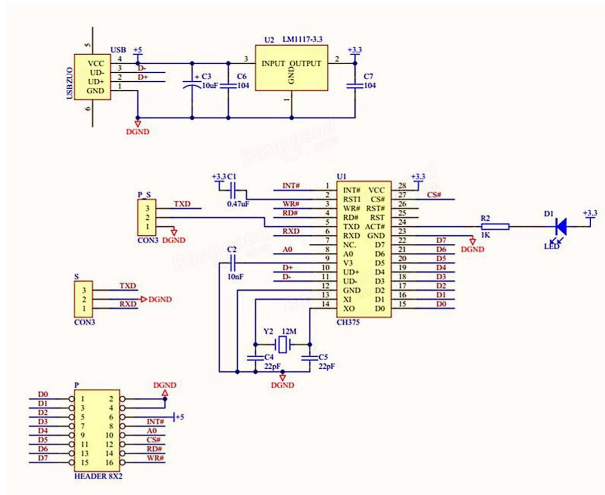 U2 LM1117-3.3
5 USB +5 +3.3
VCC 4 3 INPUT OUTPUT 2
UD- 3 D-
UD+ 2 D+
GND 1
USBZUO
GND
1
+ C3 10uF
C6 104
C7 104
6
DGND
+3.3 C1 0.47uF
U1 +3.3
INT# 1 INT# VCC 28
2 RSTI CS# 27 CS#
WR# 3 WR# RST# 26
RD# 4 RD# RST 25
5 TXD ACT# 24
RXD 6 RXD GND 23
7 NC. D7 22 D7
A0 8 A0 D6 21 D6
9 V3 D5 20 D5
D+ 10 UD+ D4 19 D4
D- 11 UD- D3 18 D3
12 GND D2 17 D2
13 XI D1 16 D1
14 XO D0 15 D0
CH375
R2 1K
D1 LED
+3.3
DGND
P_S
3 TXD
2
1 DGND
CON3
C2 10nF
S
3 TXD
2 DGND
1 RXD
CON3
Y2 12M
C4 22pF
C5 22pF
DGND
P DGND
D0 1 2
D1 3 4
D2 5 6 +5
D3 7 8 INT#
D4 9 10 A0
D5 11 12 CS#
D6 13 14 RD#
D7 15 16 WR#
HEADER 8X2